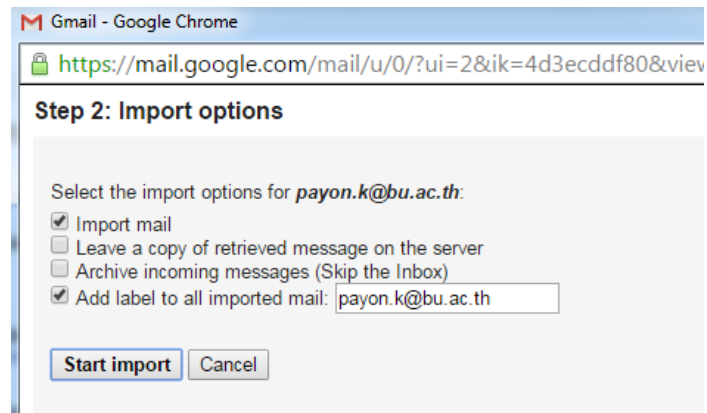 Gmail - Google Chrome
https://mail.google.com/mail/u/0/?ui=2&ik=4d3ecddf80&view
Step 2: Import options
Select the import options for payon.k@bu.ac.th:
Import mail
Leave a copy of retrieved message on the server
Archive incoming messages (Skip the Inbox)
Add label to all imported mail: payon.k@bu.ac.th
Start import Cancel